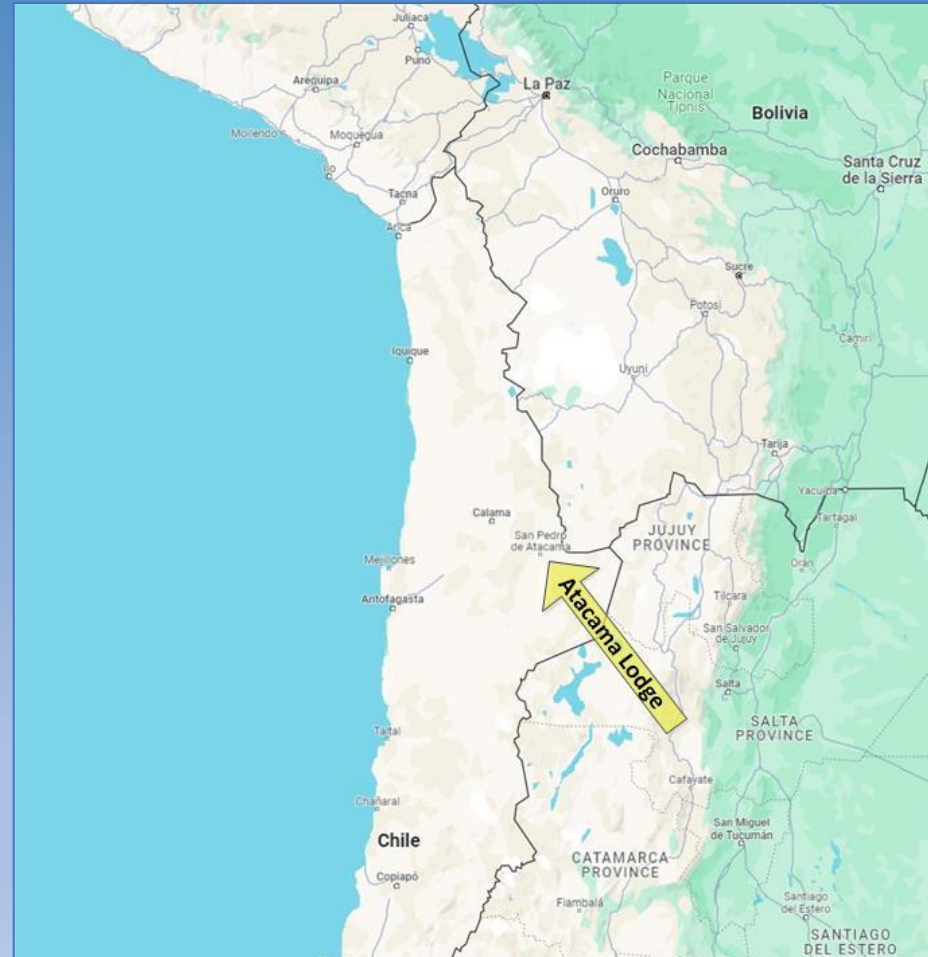 Juliaca
Puno
Arequipa
La Paz
Parque
Nacional
Tipnis
Bolivia
Mollendo
Moquegua
Cochabamba
Santa Cruz
de la Sierra
Ilo
Tacna
Oruro
Arica
Sucre
Potosí
Camiri
Iquique
Uyuni
Tarija
Yacuiba
Calama
Tartagal
San Pedro
de Atacama
JUJUY
PROVINCE
Mejillones
Orán
Atacama Lodge
Antofagasta
Tilcara
San Salvador
de Jujuy
Salta
SALTA
PROVINCE
Taltal
Cafayate
Chañaral
San Miguel
de Tucumán
Chile
CATAMARCA
PROVINCE
Copiapó
Fiambalá
Santiago
del Estero
SANTIAGO
DEL ESTERO